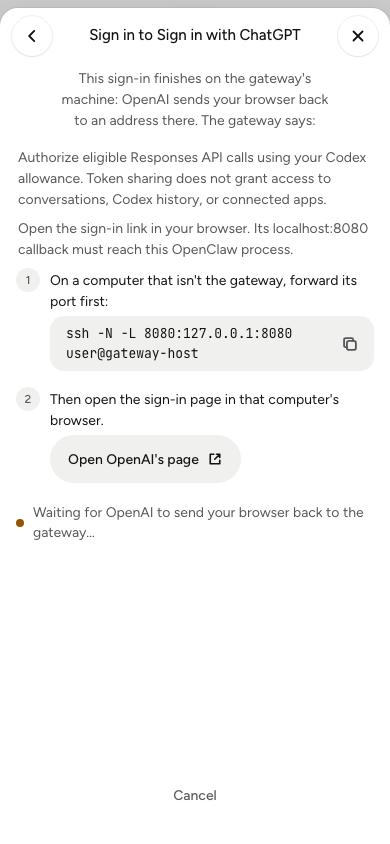 Sign in to Sign in with ChatGPT
This sign-in finishes on the gateway's
machine: OpenAI sends your browser back
to an address there. The gateway says:
Authorize eligible Responses API calls using your Codex
allowance. Token sharing does not grant access to
conversations, Codex history, or connected apps.
Open the sign-in link in your browser. Its localhost:8080
callback must reach this OpenClaw process.
1 On a computer that isn't the gateway, forward its
port first:
ssh -N -L 8080:127.0.0.1:8080
user@gateway-host
2 Then open the sign-in page in that computer's
browser.
Open OpenAI's page
Waiting for OpenAI to send your browser back to the
gateway...
Cancel